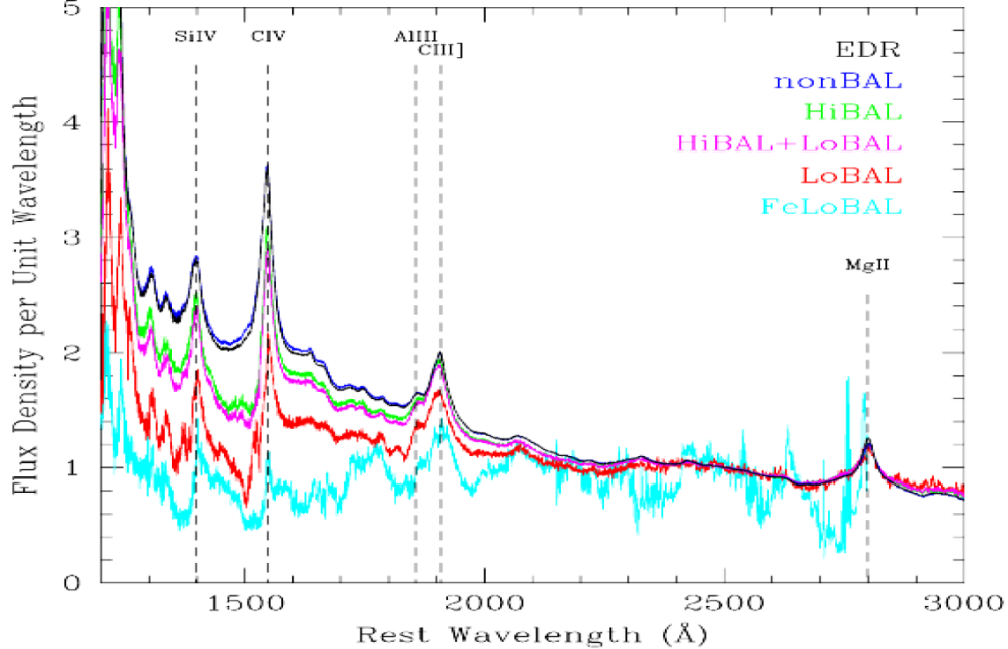 Flux Density per Unit Wavelength
5
4
3
2
1
0
SiIV
CIV
AlIII
CIII]
MgII
EDR
nonBAL
HiBAL
HiBAL+LoBAL
LoBAL
FeLoBAL
1500
2000
2500
3000
Rest Wavelength (Å)